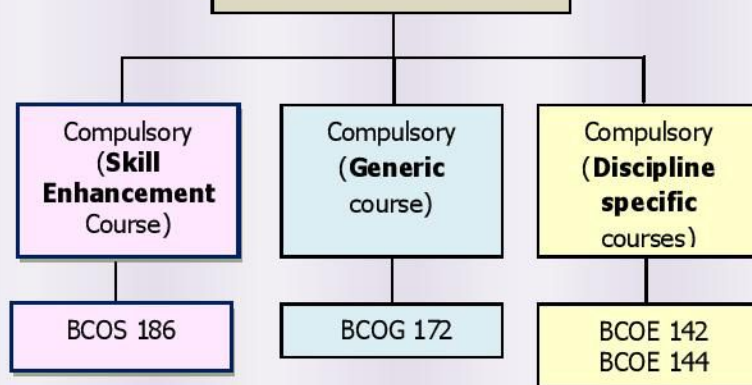 Compulsory
(Skill
Enhancement
Course)
Compulsory
(Generic
course)
Compulsory
(Discipline
specific
courses)
BCOS 186
BCOG 172
BCOE 142
BCOE 144